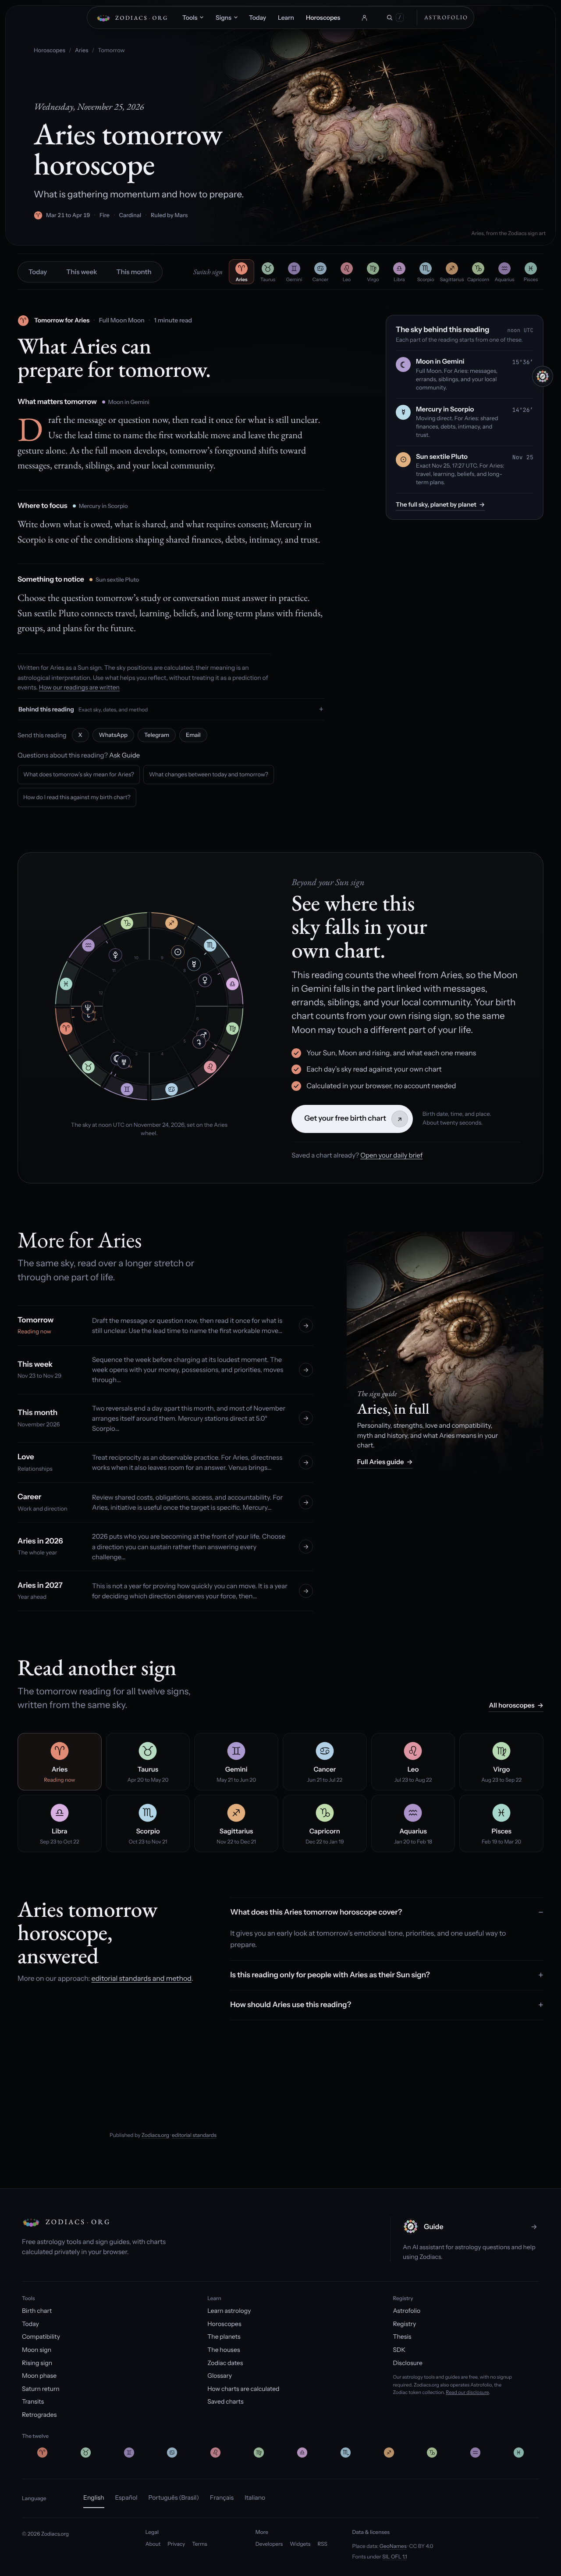 ZODIACS·ORG
Tools
Signs
Today
Learn
Horoscopes
/
ASTROFOLIO
Horoscopes / Aries / Tomorrow
Wednesday, November 25, 2026
Aries tomorrow
horoscope
What is gathering momentum and how to prepare.
Mar 21 to Apr 19 · Fire · Cardinal · Ruled by Mars
Aries, from the Zodiacs sign art
Today
This week
This month
Switch sign
Aries
Taurus
Gemini
Cancer
Leo
Virgo
Libra
Scorpio
Sagittarius
Capricorn
Aquarius
Pisces
Tomorrow for Aries · Full Moon Moon · 1 minute read
What Aries can
prepare for tomorrow.
What matters tomorrow
Moon in Gemini
Draft the message or question now, then read it once for what is still unclear.
Use the lead time to name the first workable move and leave the grand
gesture alone. As the full moon develops, tomorrow's foreground shifts toward
messages, errands, siblings, and your local community.
Where to focus
Mercury in Scorpio
Write down what is owed, what is shared, and what requires consent; Mercury in
Scorpio is one of the conditions shaping shared finances, debts, intimacy, and trust.
Something to notice
Sun sextile Pluto
Choose the question tomorrow's study or conversation must answer in practice.
Sun sextile Pluto connects travel, learning, beliefs, and long-term plans with friends,
groups, and plans for the future.
Written for Aries as a Sun sign. The sky positions are calculated; their meaning is an
astrological interpretation. Use what helps you reflect, without treating it as a prediction of
events. How our readings are written
Behind this reading
Exact sky, dates, and method
+
Send this reading
X
WhatsApp
Telegram
Email
Questions about this reading? Ask Guide
What does tomorrow's sky mean for Aries?
What changes between today and tomorrow?
How do I read this against my birth chart?
The sky behind this reading
noon UTC
Each part of the reading starts from one of these.
Moon in Gemini
15°36′
Full Moon. For Aries: messages,
errands, siblings, and your local
community.
Mercury in Scorpio
14°26′
Moving direct. For Aries: shared
finances, debts, intimacy, and
trust.
Sun sextile Pluto
Nov 25
Exact Nov 25, 17:27 UTC. For Aries:
travel, learning, beliefs, and long-
term plans.
The full sky, planet by planet →
The sky at noon UTC on November 24, 2026, set on the Aries
wheel.
Beyond your Sun sign
See where this
sky falls in your
own chart.
This reading counts the wheel from Aries, so the Moon
in Gemini falls in the part linked with messages,
errands, siblings, and your local community. Your birth
chart counts from your own rising sign, so the same
Moon may touch a different part of your life.
Your Sun, Moon and rising, and what each one means
Each day's sky read against your own chart
Calculated in your browser, no account needed
Get your free birth chart
Birth date, time, and place.
About twenty seconds.
Saved a chart already? Open your daily brief
More for Aries
The same sky, read over a longer stretch or
through one part of life.
Tomorrow
Reading now
Draft the message or question now, then read it once for what is
still unclear. Use the lead time to name the first workable move...
→
This week
Nov 23 to Nov 29
Sequence the week before charging at its loudest moment. The
week opens with your money, possessions, and priorities, moves
through...
→
This month
November 2026
Two reversals end a day apart this month, and most of November
arranges itself around them. Mercury stations direct at 5.0°
Scorpio...
→
Love
Relationships
Treat reciprocity as an observable practice. For Aries, directness
works when it also leaves room for an answer. Venus brings...
→
Career
Work and direction
Review shared costs, obligations, access, and accountability. For
Aries, initiative is useful once the target is specific. Mercury...
→
Aries in 2026
The whole year
2026 puts who you are becoming at the front of your life. Choose
a direction you can sustain rather than answering every
challenge...
→
Aries in 2027
Year ahead
This is not a year for proving how quickly you can move. It is a year
for deciding which direction deserves your force, then...
→
The sign guide
Aries, in full
Personality, strengths, love and compatibility,
myth and history, and what Aries means in your
chart.
Full Aries guide →
Read another sign
The tomorrow reading for all twelve signs,
written from the same sky.
All horoscopes →
Aries
Reading now
Taurus
Apr 20 to May 20
Gemini
May 21 to Jun 20
Cancer
Jun 21 to Jul 22
Leo
Jul 23 to Aug 22
Virgo
Aug 23 to Sep 22
Libra
Sep 23 to Oct 22
Scorpio
Oct 23 to Nov 21
Sagittarius
Nov 22 to Dec 21
Capricorn
Dec 22 to Jan 19
Aquarius
Jan 20 to Feb 18
Pisces
Feb 19 to Mar 20
Aries tomorrow
horoscope,
answered
More on our approach: editorial standards and method.
What does this Aries tomorrow horoscope cover?
−
It gives you an early look at tomorrow's emotional tone, priorities, and one useful way to
prepare.
Is this reading only for people with Aries as their Sun sign?
+
How should Aries use this reading?
+
Published by Zodiacs.org · editorial standards
ZODIACS·ORG
Free astrology tools and sign guides, with charts
calculated privately in your browser.
Guide
→
An AI assistant for astrology questions and help
using Zodiacs.
Tools
Birth chart
Today
Compatibility
Moon sign
Rising sign
Moon phase
Saturn return
Transits
Retrogrades
Learn
Learn astrology
Horoscopes
The planets
The houses
Zodiac dates
Glossary
How charts are calculated
Saved charts
Registry
Astrofolio
Registry
Thesis
SDK
Disclosure
Our astrology tools and guides are free, with no signup
required. Zodiacs.org also operates Astrofolio, the
Zodiac token collection. Read our disclosure.
The twelve
Language
English
Español
Português (Brasil)
Français
Italiano
© 2026 Zodiacs.org
Legal
About
Privacy
Terms
More
Developers
Widgets
RSS
Data & licenses
Place data: GeoNames · CC BY 4.0
Fonts under SIL OFL 1.1